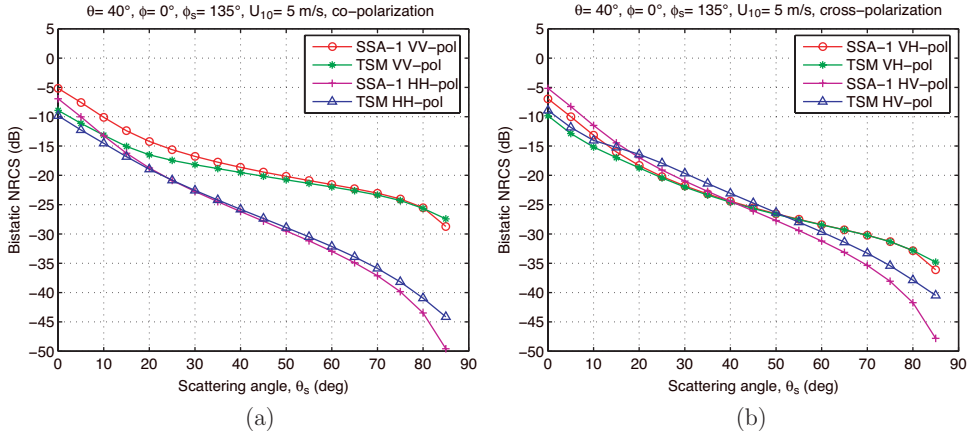 θ= 40°, ϕ= 0°, ϕs= 135°, U10= 5 m/s, co-polarization
5
0
−5
−10
−15
−20
−25
−30
−35
−40
−45
−50
Bistatic NRCS (dB)
SSA-1 VV-pol
TSM VV-pol
SSA-1 HH-pol
TSM HH-pol
0 10 20 30 40 50 60 70 80 90
Scattering angle, θs (deg)
(a)
θ= 40°, ϕ= 0°, ϕs= 135°, U10= 5 m/s, cross-polarization
5
0
−5
−10
−15
−20
−25
−30
−35
−40
−45
−50
Bistatic NRCS (dB)
SSA-1 VH-pol
TSM VH-pol
SSA-1 HV-pol
TSM HV-pol
0 10 20 30 40 50 60 70 80 90
Scattering angle, θs (deg)
(b)